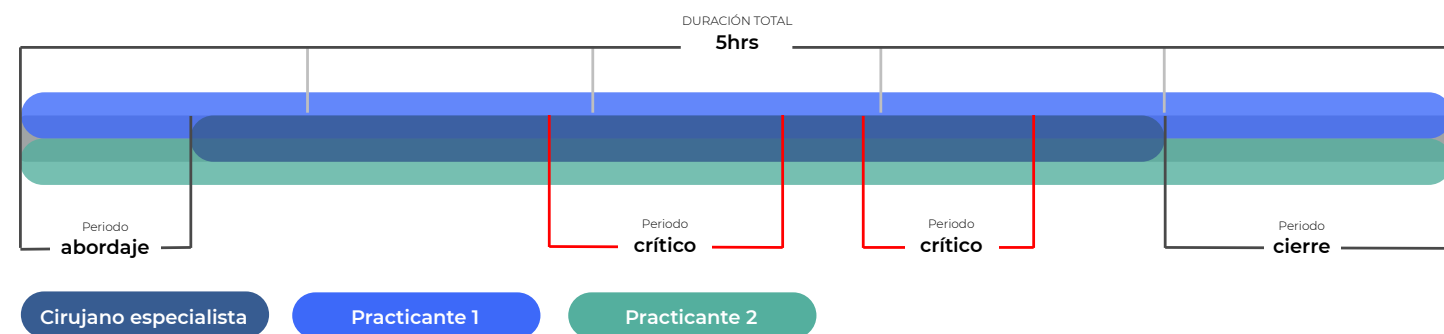 DURACIÓN TOTAL
5hrs
Periodo
abordaje
Periodo
crítico
Periodo
crítico
Periodo
cierre
Cirujano especialista
Practicante 1
Practicante 2